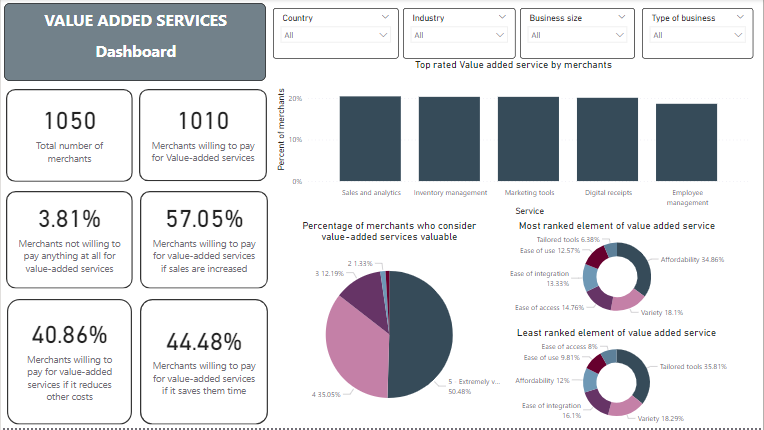 VALUE ADDED SERVICES
Dashboard
Country
All
Industry
All
Business size
All
Type of business
All
1050
Total number of
merchants
1010
Merchants willing to pay
for Value-added services
3.81%
Merchants not willing to
pay anything at all for
value-added services
57.05%
Merchants willing to pay
for value-added services
if sales are increased
40.86%
Merchants willing to
pay for value-added
services if it reduces
other costs
44.48%
Merchants willing to pay
for value-added services
if it saves them time
Top rated Value added service by merchants
Percent of merchants
20%
10%
0%
Sales and analytics
Inventory management
Marketing tools
Digital receipts
Employee
management
Service
Percentage of merchants who consider
value-added services valuable
2 1.33%
3 12.19%
4 35.05%
5 Extremely v...
50.48%
Most ranked element of value added service
Tailored tools 6.38%
Ease of use 12.57%
Ease of integration
13.33%
Ease of access 14.76%
Affordability 34.86%
Variety 18.1%
Least ranked element of value added service
Ease of access 8%
Ease of use 9.81%
Affordability 12%
Ease of integration
16.1%
Tailored tools 35.81%
Variety 18.29%